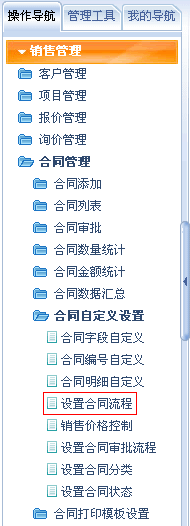 操作导航 管理工具 我的导航
销售管理
客户管理
项目管理
报价管理
询价管理
合同管理
合同添加
合同列表
合同审批
合同数量统计
合同金额统计
合同数据汇总
合同自定义设置
合同字段自定义
合同编号自定义
合同明细自定义
设置合同流程
销售价格控制
设置合同审批流程
设置合同分类
设置合同状态
合同打印模板设置